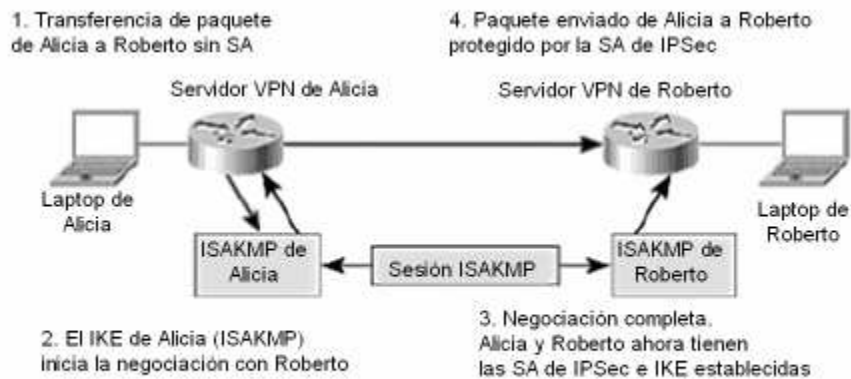 1. Transferencia de paquete
de Alicia a Roberto sin SA
4. Paquete enviado de Alicia a Roberto
protegido por la SA de IPSec
Servidor VPN de Alicia
Servidor VPN de Roberto
Laptop de
Alicia
Laptop de
Roberto
ISAKMP de
Alicia
Sesión ISAKMP
ISAKMP de
Roberto
2. El IKE de Alicia (ISAKMP)
inicia la negociación con Roberto
3. Negociación completa.
Alicia y Roberto ahora tienen
las SA de IPSec e IKE establecidas